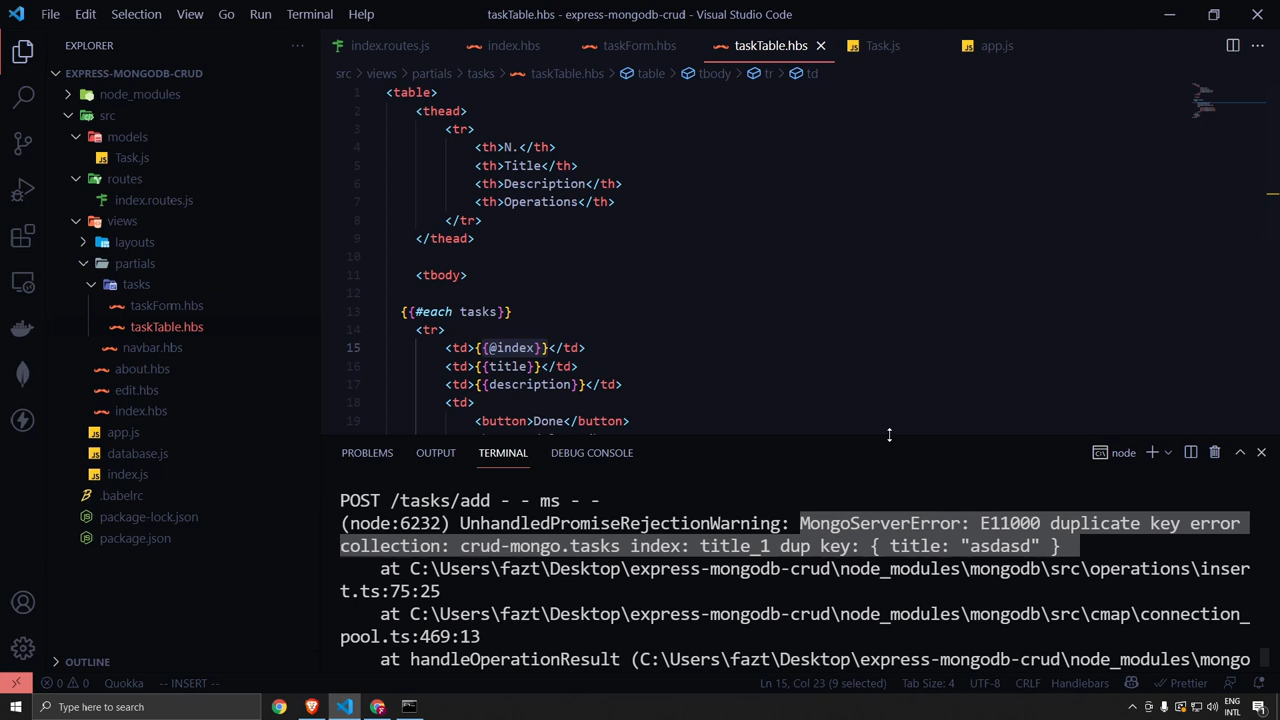 File Edit Selection View Go Run Terminal Help
taskTable.hbs - express-mongodb-crud - Visual Studio Code
EXPLORER
EXPRESS-MONGODB-CRUD
node_modules
src
models
Task.js
routes
index.routes.js
views
layouts
partials
tasks
taskForm.hbs
taskTable.hbs
navbar.hbs
about.hbs
edit.hbs
index.hbs
app.js
database.js
index.js
.babelrc
package-lock.json
package.json
OUTLINE
index.routes.js index.hbs taskForm.hbs taskTable.hbs Task.js app.js
src > views > partials > tasks > taskTable.hbs > table > tbody > tr > td
1 <table>
2 <thead>
3 <tr>
4 <th>N.</th>
5 <th>Title</th>
6 <th>Description</th>
7 <th>Operations</th>
8 </tr>
9 </thead>
10
11 <tbody>
12
13 {{#each tasks}}
14 <tr>
15 <td>{{@index}}</td>
16 <td>{{title}}</td>
17 <td>{{description}}</td>
18 <td>
19 <button>Done</button>
PROBLEMS OUTPUT TERMINAL DEBUG CONSOLE
node
POST /tasks/add - - ms - -
(node:6232) UnhandledPromiseRejectionWarning: MongoServerError: E11000 duplicate key error
collection: crud-mongo.tasks index: title_1 dup key: { title: "asdasd" }
at C:\Users\fazt\Desktop\express-mongodb-crud\node_modules\mongodb\src\operations\inser
t.ts:75:25
at C:\Users\fazt\Desktop\express-mongodb-crud\node_modules\mongodb\src\cmap\connection_
pool.ts:469:13
at handleOperationResult (C:\Users\fazt\Desktop\express-mongodb-crud\node_modules\mongo
0 0 Quokka -- INSERT -- Ln 15, Col 23 (9 selected) Tab Size: 4 UTF-8 CRLF Handlebars Prettier
Type here to search
ENG
INTL